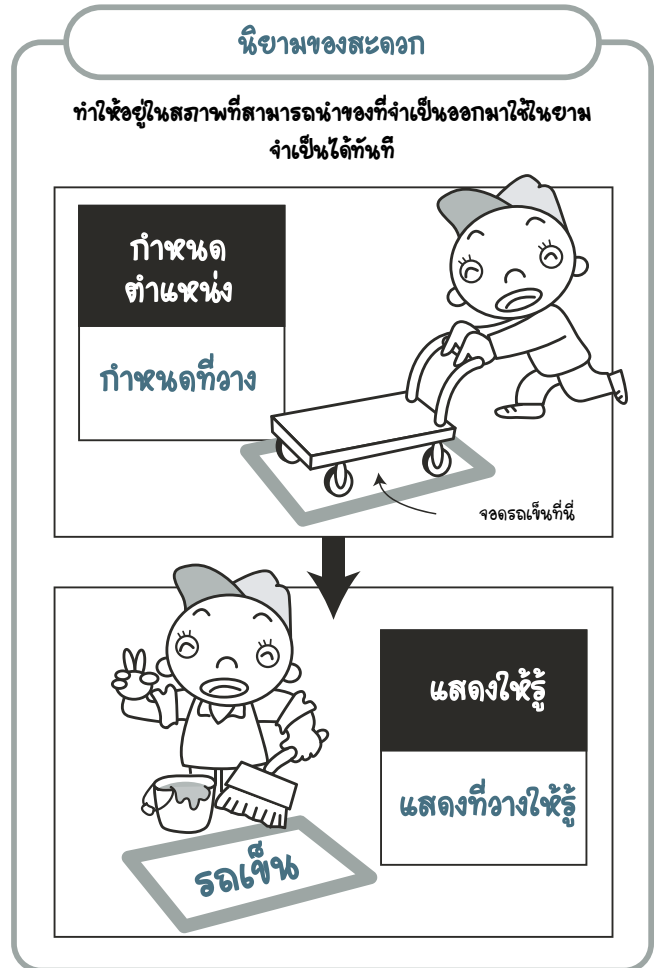 นิยามของสะดวก
ทำให้อยู่ในสภาพที่สามารถนำของที่จำเป็นออกมาใช้ในยาม
จำเป็นได้ทันที
กำหนด
ตำแหน่ง
กำหนดที่วาง
จอดรถเข็นที่นี่
แสดงให้รู้
แสดงที่วางให้รู้
รถเข็น